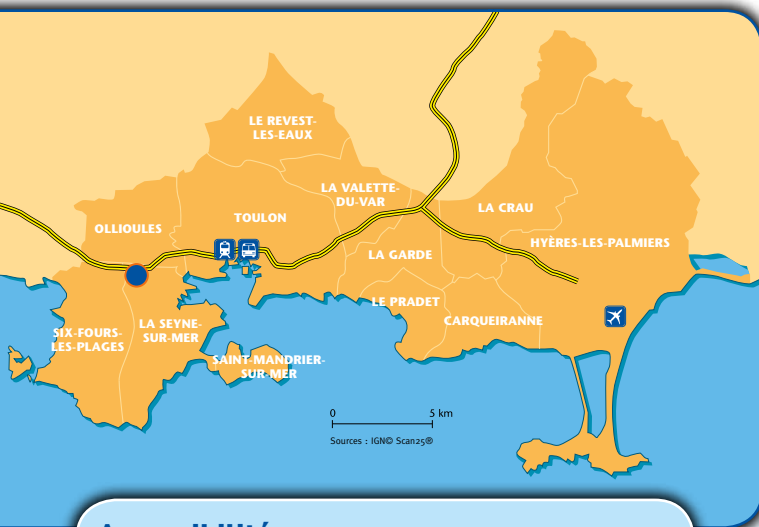 LE REVEST-
LES-EAUX
LA VALETTE-
DU-VAR
LA CRAU
TOULON
OLLIOULES
HYÈRES-LES-PALMIERS
LA GARDE
LE PRADET
CARQUEIRANNE
LA SEYNE-
SUR-MER
SIX-FOURS-
LES-PLAGES
SAINT-MANDRIER-
SUR-MER
0 5 km
Sources : IGN© Scan25®